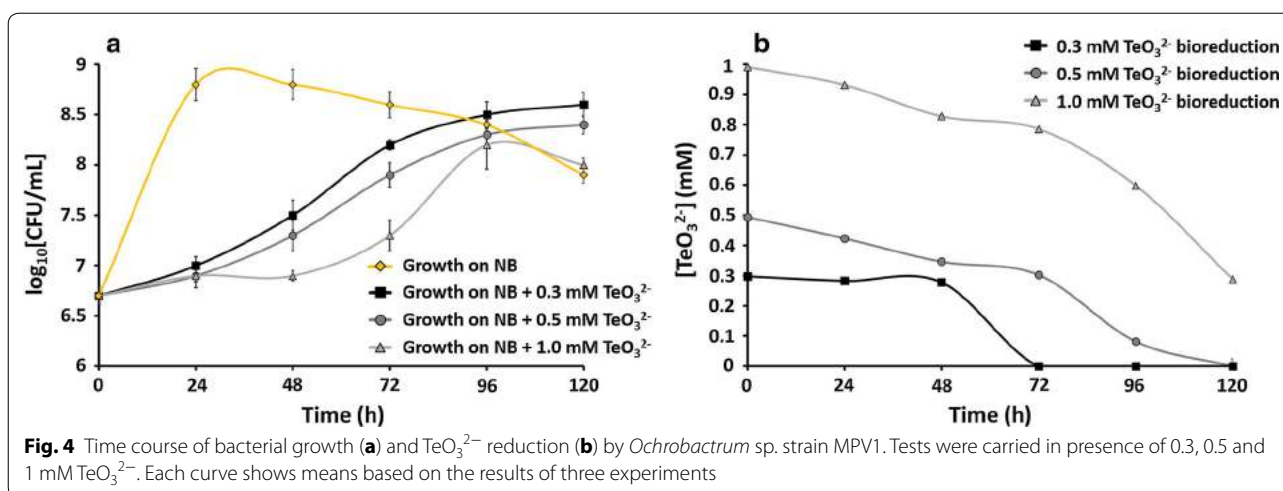 a
log₁₀[CFU/mL]
9
8.5
8
7.5
7
6.5
6
0 24 48 72 96 120
Time (h)
Growth on NB
Growth on NB + 0.3 mM TeO₃²⁻
Growth on NB + 0.5 mM TeO₃²⁻
Growth on NB + 1.0 mM TeO₃²⁻
b
[TeO₃²⁻] (mM)
1
0.9
0.8
0.7
0.6
0.5
0.4
0.3
0.2
0.1
0
0 24 48 72 96 120
Time (h)
0.3 mM TeO₃²⁻ bioreduction
0.5 mM TeO₃²⁻ bioreduction
1.0 mM TeO₃²⁻ bioreduction
Fig. 4 Time course of bacterial growth (a) and TeO₃²⁻ reduction (b) by Ochrobactrum sp. strain MPV1. Tests were carried in presence of 0.3, 0.5 and
1 mM TeO₃²⁻. Each curve shows means based on the results of three experiments